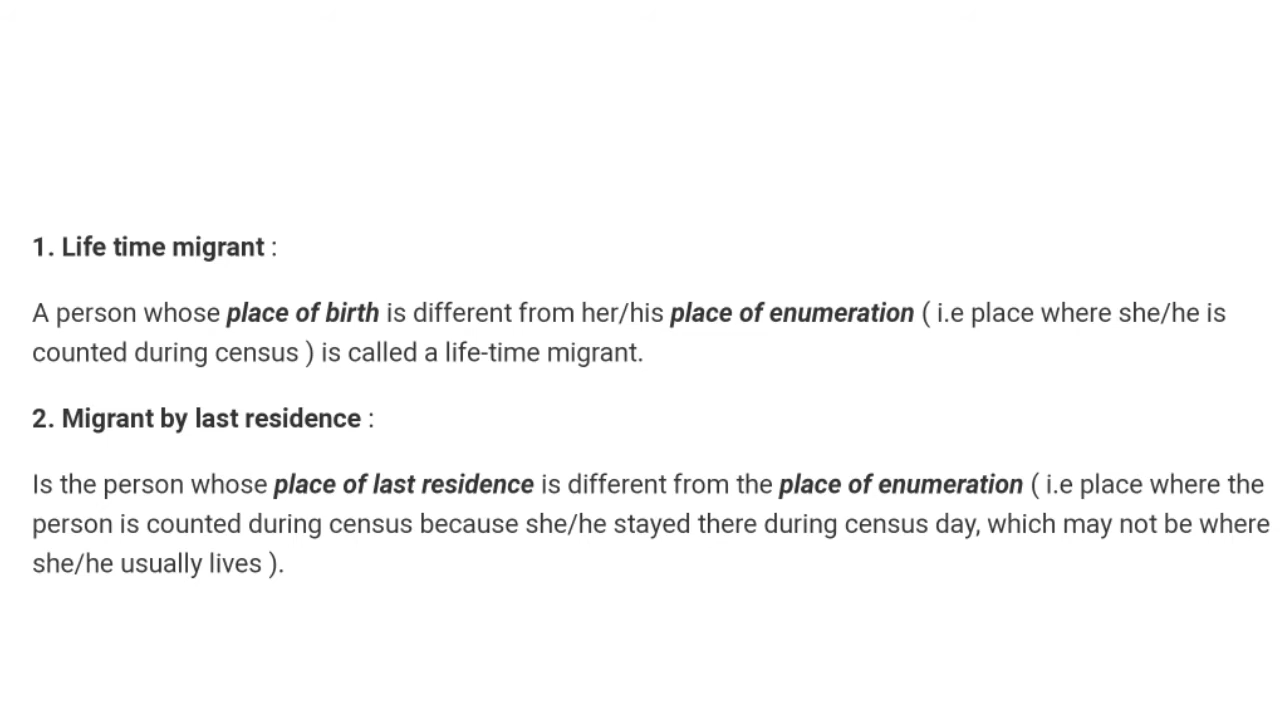 1. Life time migrant :
A person whose place of birth is different from her/his place of enumeration ( i.e place where she/he is
counted during census ) is called a life-time migrant.
2. Migrant by last residence :
Is the person whose place of last residence is different from the place of enumeration ( i.e place where the
person is counted during census because she/he stayed there during census day, which may not be where
she/he usually lives ).